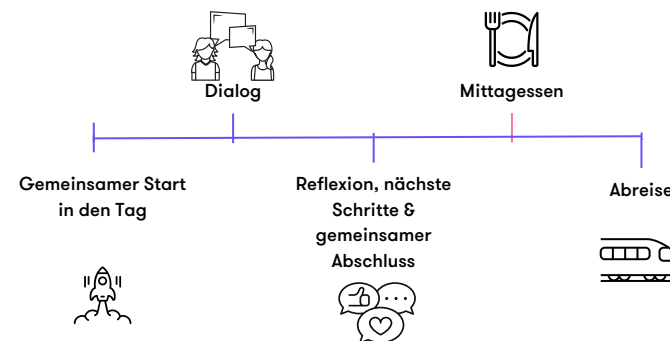 Dialog
Mittagessen
Gemeinsamer Start
in den Tag
Reflexion, nächste
Schritte &
gemeinsamer
Abschluss
Abreise